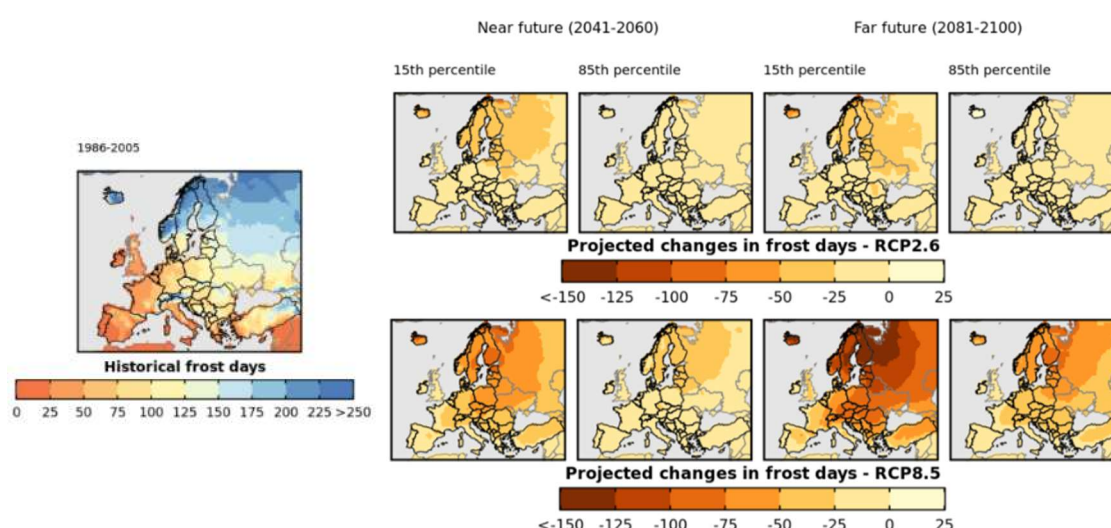 Near future (2041-2060)
Far future (2081-2100)
15th percentile
85th percentile
15th percentile
85th percentile
1986-2005
Projected changes in frost days - RCP2.6
<-150 -125 -100 -75 -50 -25 0 25
Historical frost days
0 25 50 75 100 125 150 175 200 225 >250
Projected changes in frost days - RCP8.5
<-150 -125 -100 -75 -50 -25 0 25